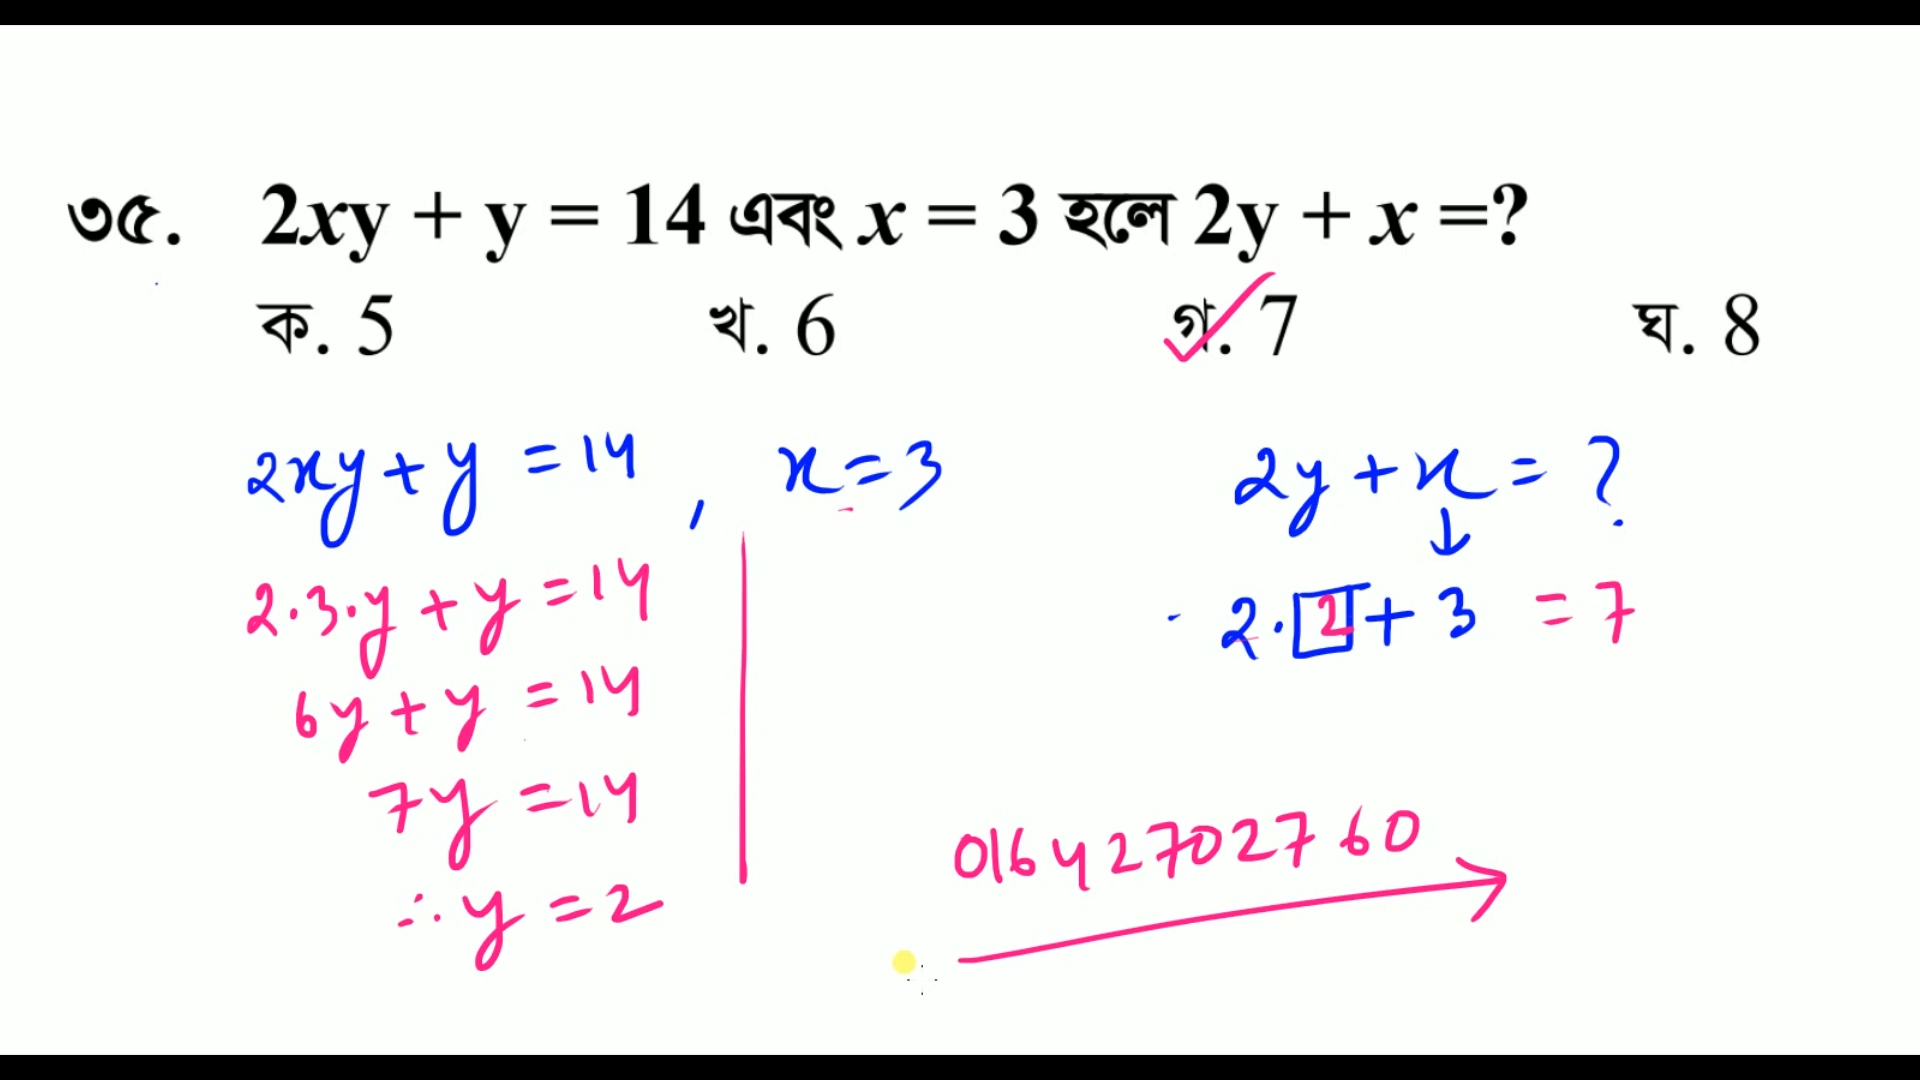 ৩৫. 2xy + y = 14 এবং x = 3 হলে 2y + x =?
ক. 5 খ. 6 গ. 7 ঘ. 8
2xy + y = 14 , x = 3
2·3·y + y = 14
6y + y = 14
7y = 14
∴ y = 2
2y + x = ?
2·2 + 3 = 7
01642702760